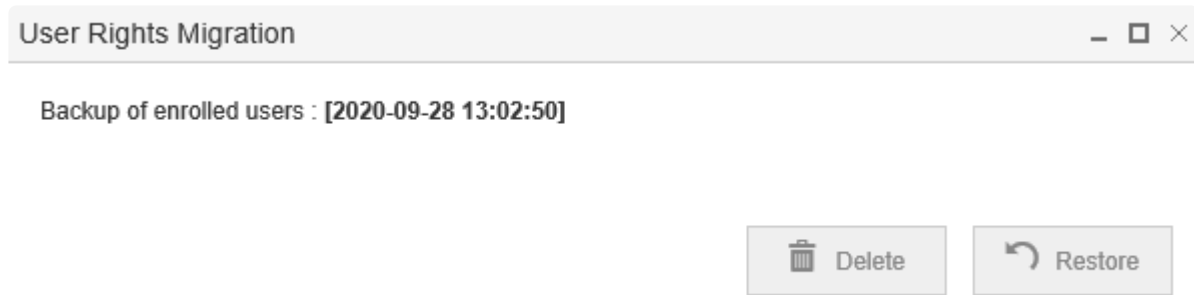 User Rights Migration
Backup of enrolled users : [2020-09-28 13:02:50]
Delete
Restore